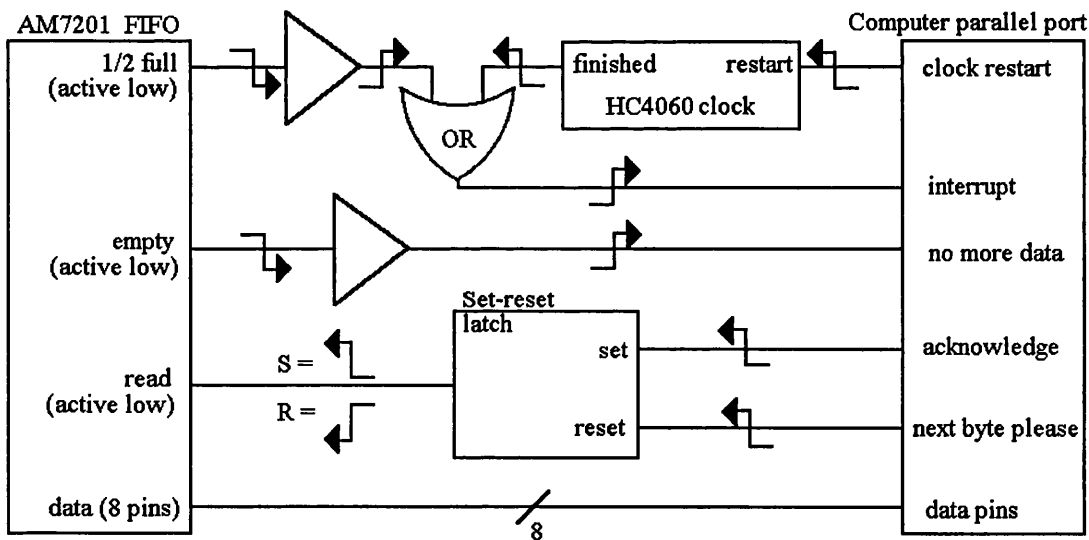 AM7201 FIFO
Computer parallel port
1/2 full
(active low)
finished
restart
HC4060 clock
clock restart
OR
interrupt
empty
(active low)
no more data
Set-reset
latch
set
acknowledge
S =
read
(active low)
R =
reset
next byte please
data (8 pins)
8
data pins